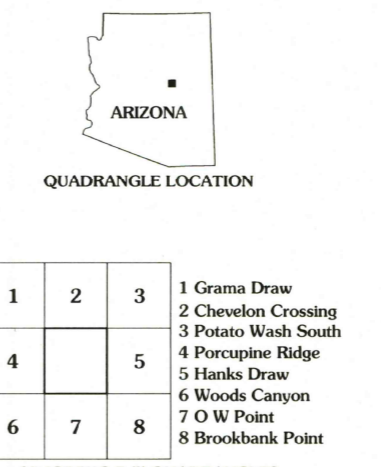 ARIZONA
QUADRANGLE LOCATION
1 2 3
4 5
6 7 8
1 Grama Draw
2 Chevelon Crossing
3 Potato Wash South
4 Porcupine Ridge
5 Hanks Draw
6 Woods Canyon
7 O W Point
8 Brookbank Point